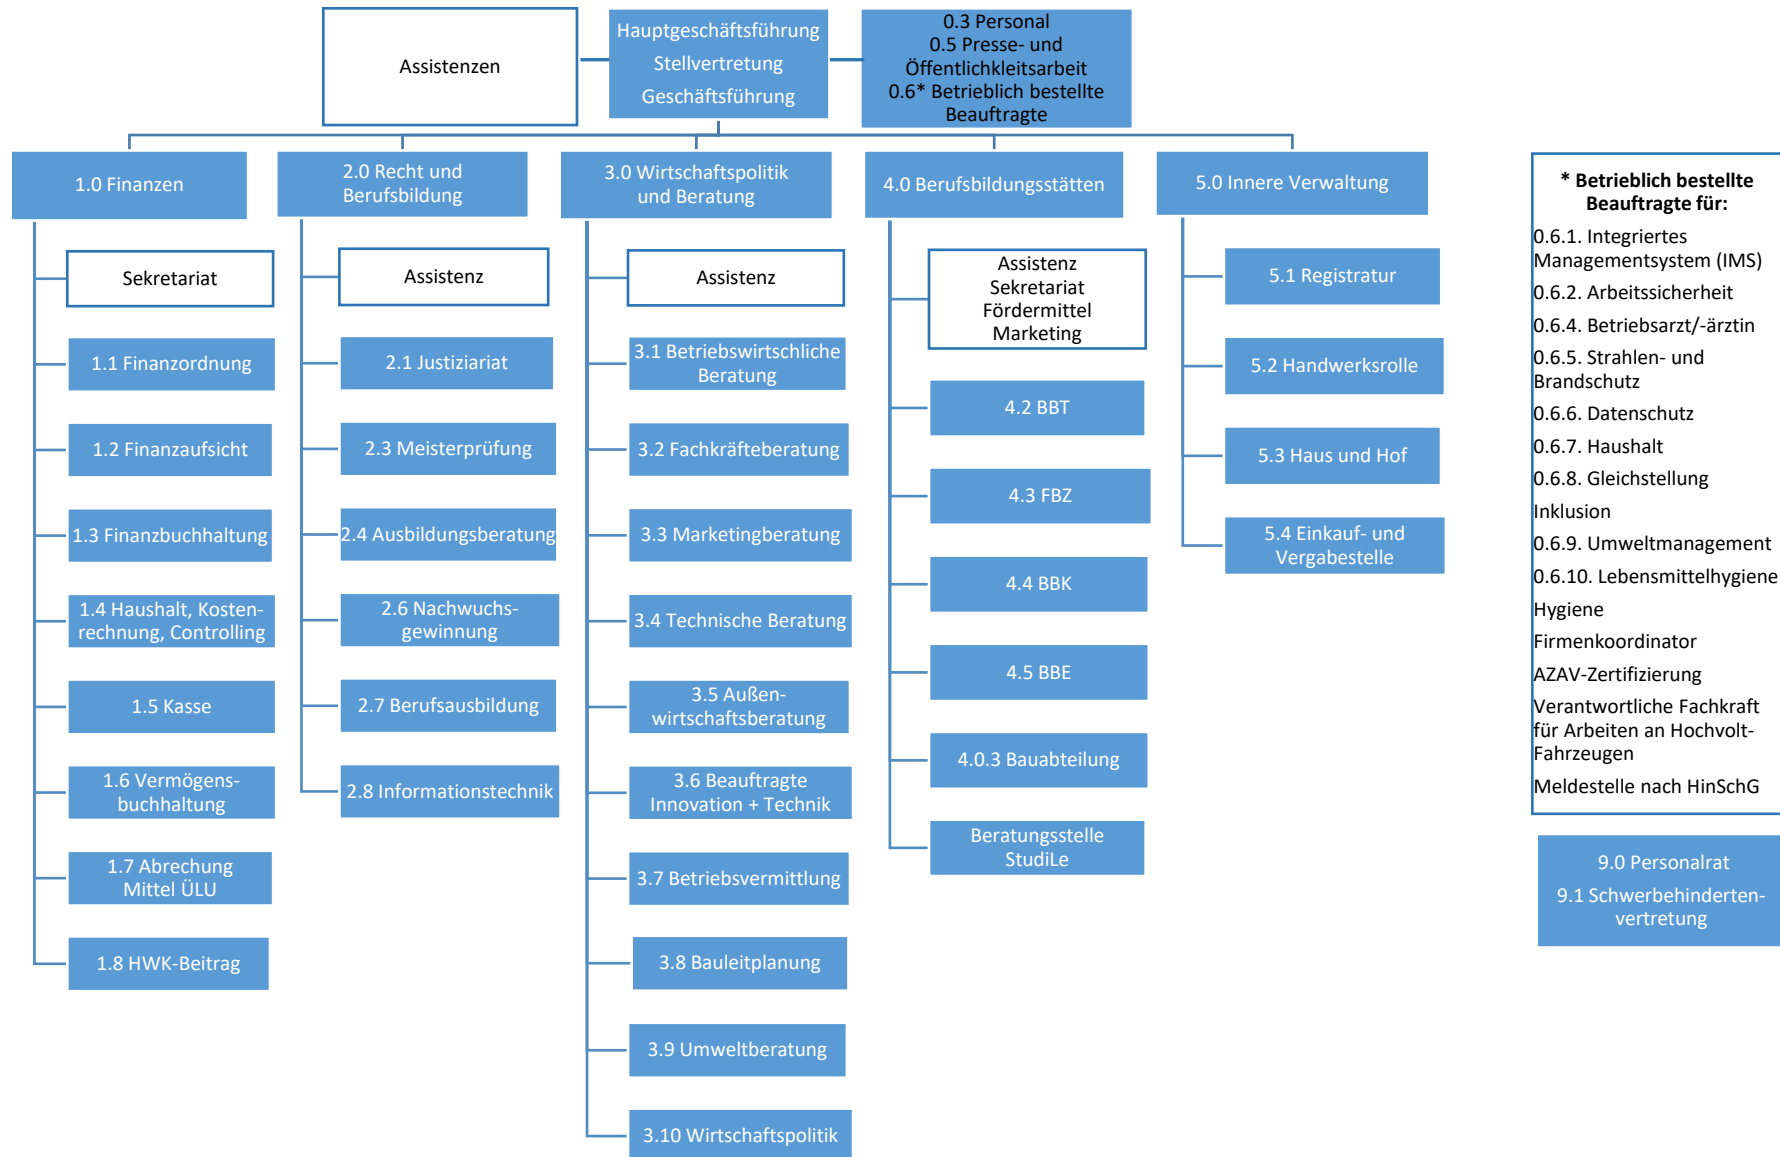 Assistenzen
Hauptgeschäftsführung
Stellvertretung
Geschäftsführung
0.3 Personal
0.5 Presse- und
Öffentlichkleitsarbeit
0.6* Betrieblich bestellte
Beauftragte
1.0 Finanzen
Sekretariat
1.1 Finanzordnung
1.2 Finanzaufsicht
1.3 Finanzbuchhaltung
1.4 Haushalt, Kosten-
rechnung, Controlling
1.5 Kasse
1.6 Vermögens-
buchhaltung
1.7 Abrechung
Mittel ÜLU
1.8 HWK-Beitrag
2.0 Recht und
Berufsbildung
Assistenz
2.1 Justiziariat
2.3 Meisterprüfung
2.4 Ausbildungsberatung
2.6 Nachwuchs-
gewinnung
2.7 Berufsausbildung
2.8 Informationstechnik
3.0 Wirtschaftspolitik
und Beratung
Assistenz
3.1 Betriebswirtschliche
Beratung
3.2 Fachkräfteberatung
3.3 Marketingberatung
3.4 Technische Beratung
3.5 Außen-
wirtschaftsberatung
3.6 Beauftragte
Innovation + Technik
3.7 Betriebsvermittlung
3.8 Bauleitplanung
3.9 Umweltberatung
3.10 Wirtschaftspolitik
4.0 Berufsbildungsstätten
Assistenz
Sekretariat
Fördermittel
Marketing
4.2 BBT
4.3 FBZ
4.4 BBK
4.5 BBE
4.0.3 Bauabteilung
Beratungsstelle
StudiLe
5.0 Innere Verwaltung
5.1 Registratur
5.2 Handwerksrolle
5.3 Haus und Hof
5.4 Einkauf- und
Vergabestelle
* Betrieblich bestellte
Beauftragte für:
0.6.1. Integriertes
Managementsystem (IMS)
0.6.2. Arbeitssicherheit
0.6.4. Betriebsarzt/-ärztin
0.6.5. Strahlen- und
Brandschutz
0.6.6. Datenschutz
0.6.7. Haushalt
0.6.8. Gleichstellung
Inklusion
0.6.9. Umweltmanagement
0.6.10. Lebensmittelhygiene
Hygiene
Firmenkoordinator
AZAV-Zertifizierung
Verantwortliche Fachkraft
für Arbeiten an Hochvolt-
Fahrzeugen
Meldestelle nach HinSchG
9.0 Personalrat
9.1 Schwerbehinderten-
vertretung